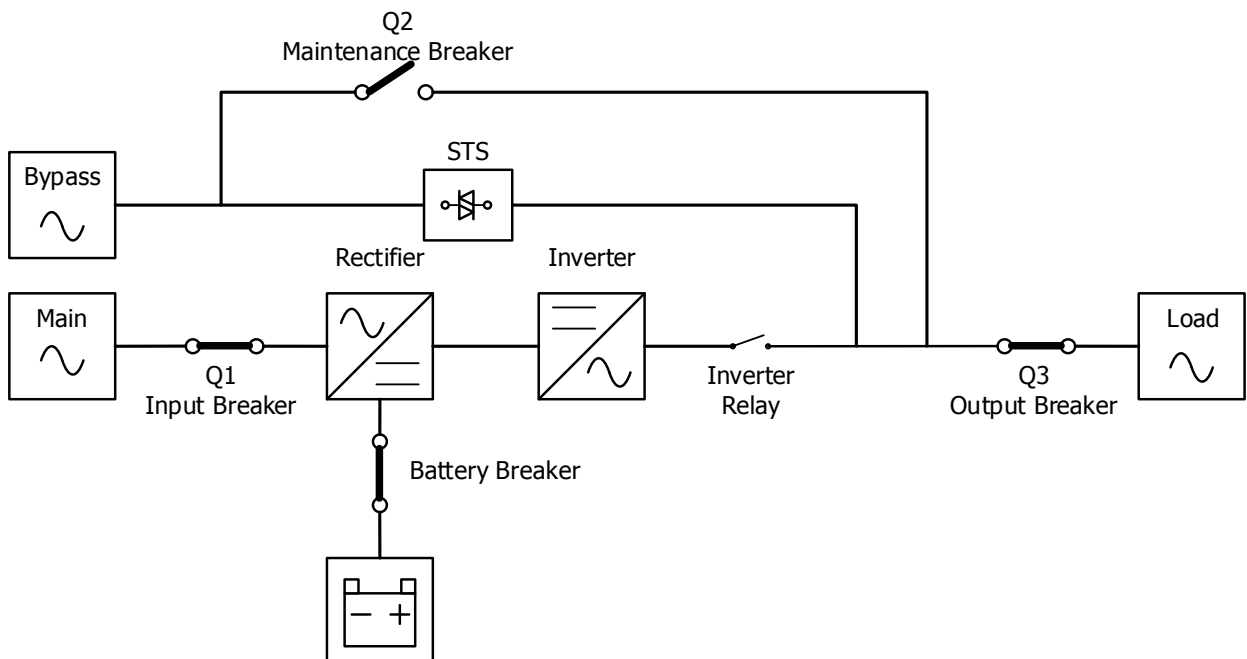 Q2
Maintenance Breaker
Bypass
STS
Rectifier
Inverter
Main
Q1
Input Breaker
Inverter
Relay
Q3
Output Breaker
Load
Battery Breaker
− +